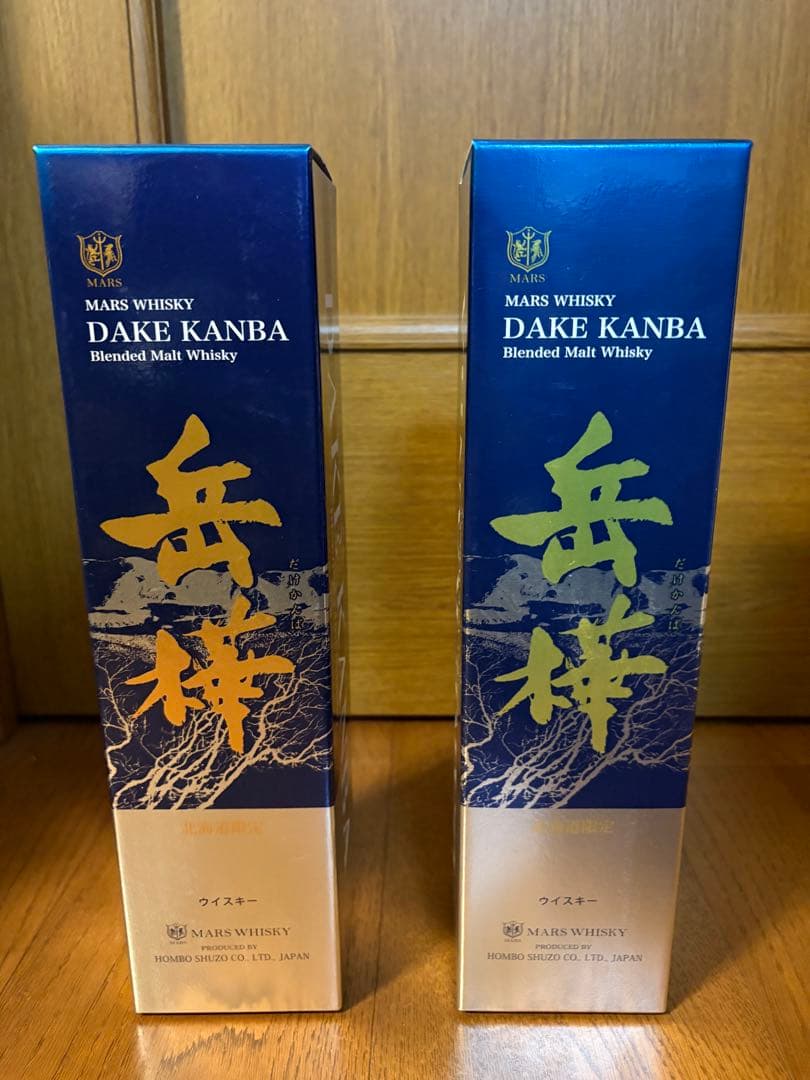 MARS
MARS WHISKY
DAKE KANBA
Blended Malt Whisky
岳樺
だけかんば
北海道限定
ウイスキー
MARS
MARS WHISKY
PRODUCED BY
HOMBO SHUZO CO., LTD., JAPAN
MARS
MARS WHISKY
DAKE KANBA
Blended Malt Whisky
岳樺
だけかんば
北海道限定
ウイスキー
MARS
MARS WHISKY
PRODUCED BY
HOMBO SHUZO CO., LTD., JAPAN